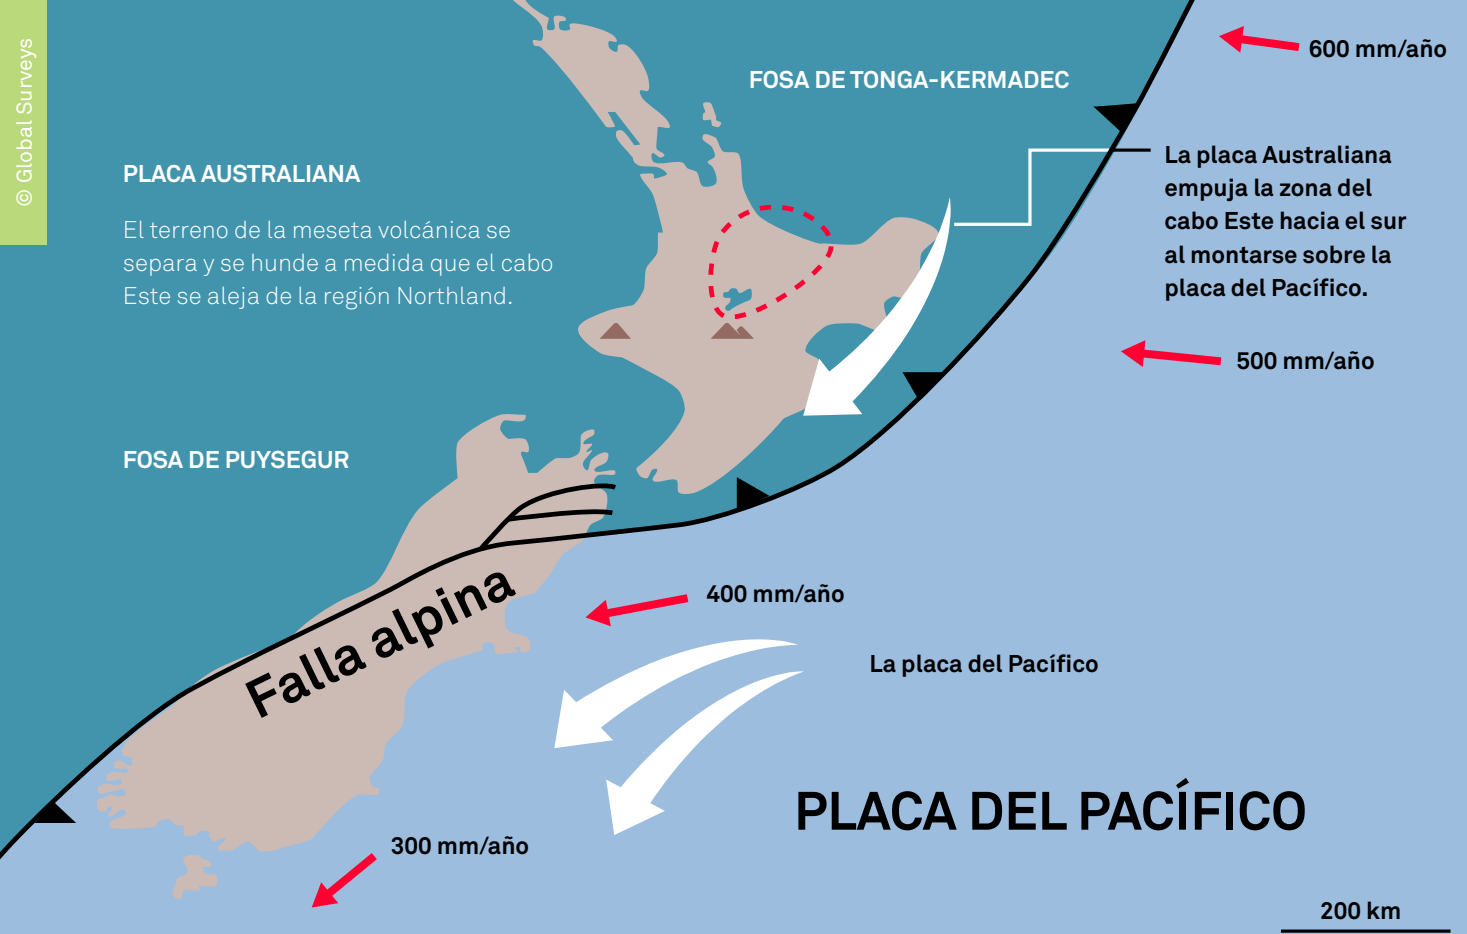 © Global Surveys
600 mm/año
FOSA DE TONGA-KERMADEC
PLACA AUSTRALIANA
El terreno de la meseta volcánica se
separa y se hunde a medida que el cabo
Este se aleja de la región Northland.
La placa Australiana
empuja la zona del
cabo Este hacia el sur
al montarse sobre la
placa del Pacífico.
500 mm/año
FOSA DE PUYSEGUR
Falla alpina
400 mm/año
La placa del Pacífico
PLACA DEL PACÍFICO
300 mm/año
200 km